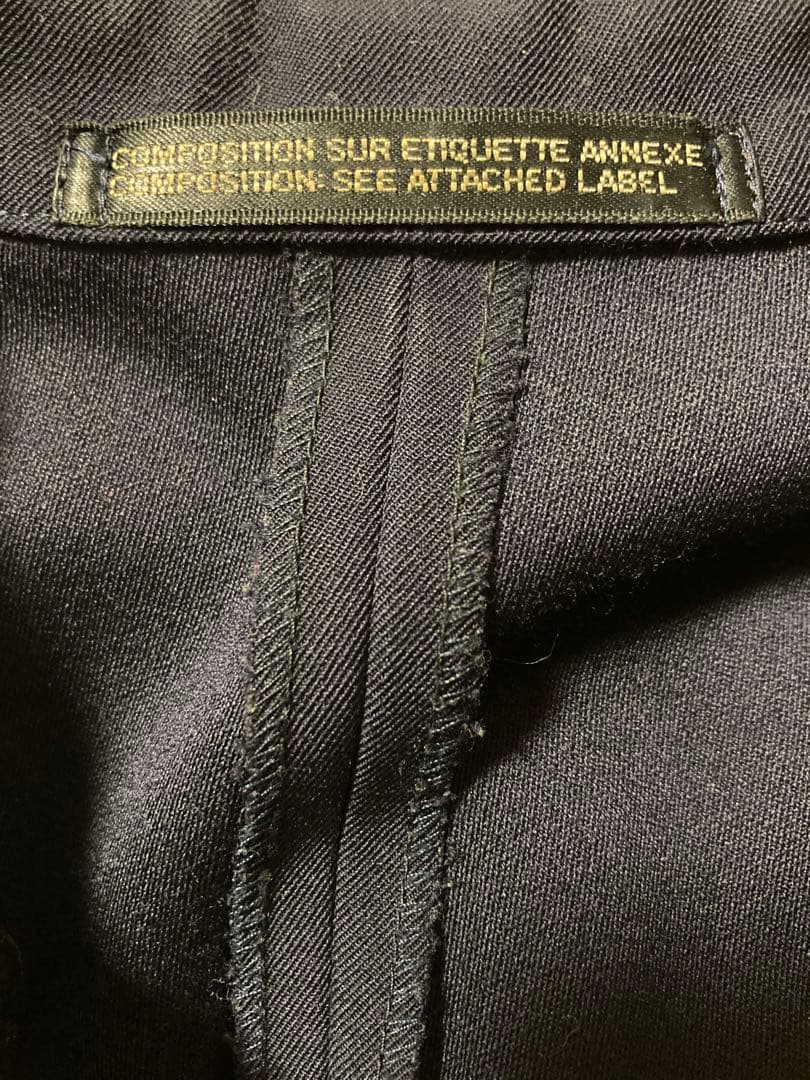 COMPOSITION SUR ETIQUETTE ANNEXE
COMPOSITION: SEE ATTACHED LABEL